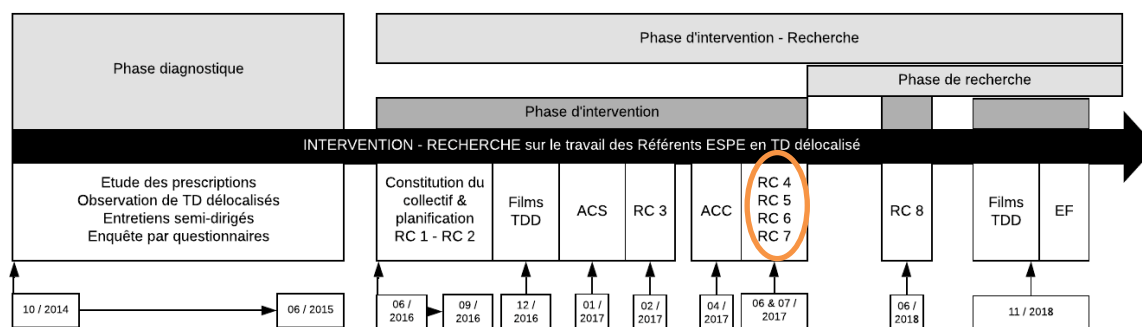 Phase diagnostique
Phase d'intervention - Recherche
Phase de recherche
Phase d'intervention
INTERVENTION - RECHERCHE sur le travail des Référents ESPE en TD délocalisé
Etude des prescriptions
Observation de TD délocalisés
Entretiens semi-dirigés
Enquête par questionnaires
Constitution du
collectif &
planification
RC 1 - RC 2
Films
TDD
ACS
RC 3
ACC
RC 4
RC 5
RC 6
RC 7
RC 8
Films
TDD
EF
10 / 2014
06 / 2015
06 /
2016
09 /
2016
12 /
2016
01 /
2017
02 /
2017
04 /
2017
06 & 07 /
2017
06 /
2018
11 / 2018